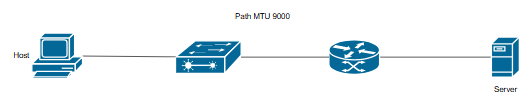 Path MTU 9000
Host
Server